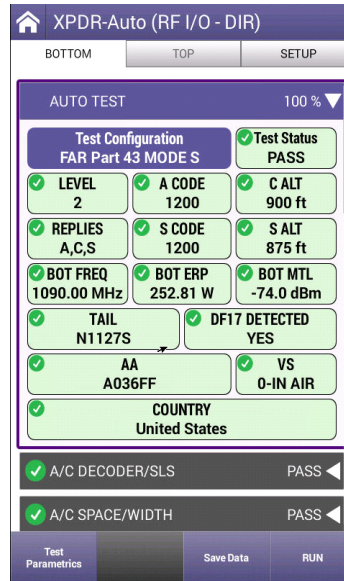 XPDR-Auto (RF I/O - DIR)
BOTTOM TOP SETUP
AUTO TEST 100 %
Test Configuration
FAR Part 43 MODE S
Test Status
PASS
LEVEL
2
A CODE
1200
C ALT
900 ft
REPLIES
A,C,S
S CODE
1200
S ALT
875 ft
BOT FREQ
1090.00 MHz
BOT ERP
252.81 W
BOT MTL
-74.0 dBm
TAIL
N1127S
DF17 DETECTED
YES
AA
A036FF
VS
0-IN AIR
COUNTRY
United States
A/C DECODER/SLS PASS
A/C SPACE/WIDTH PASS
Test
Parametrics
Save Data
RUN